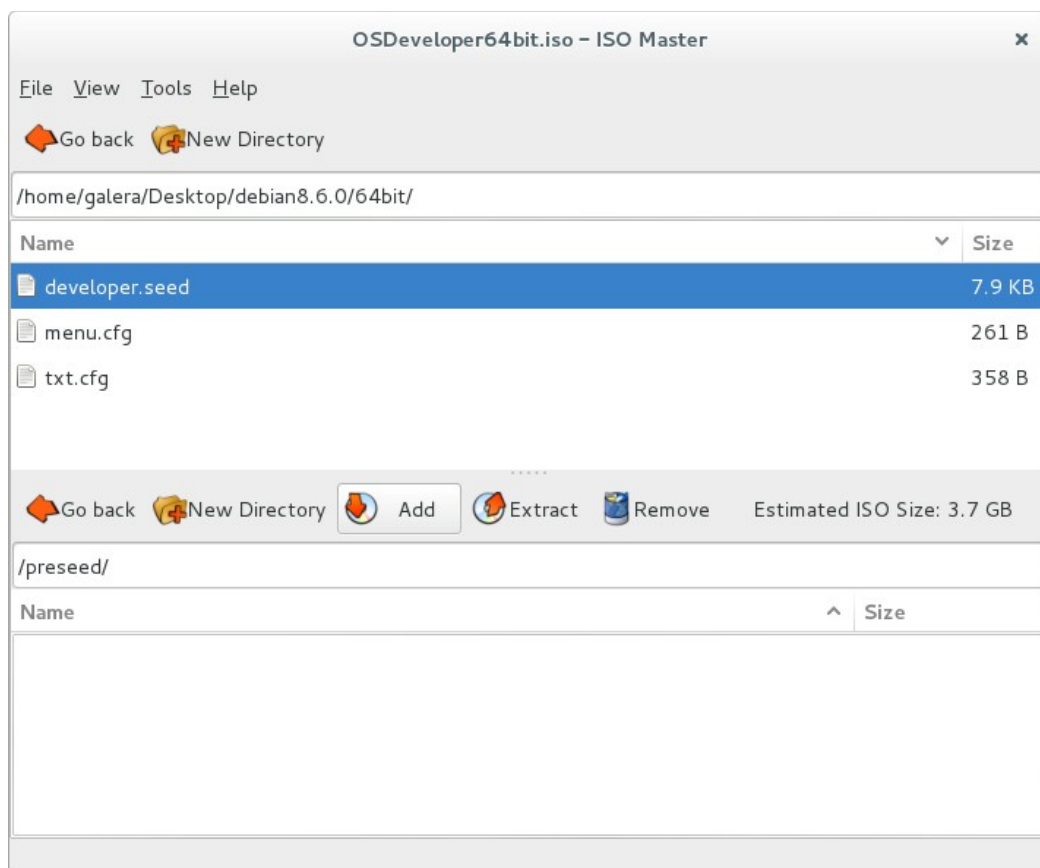 OSDeveloper64bit.iso – ISO Master ×
File View Tools Help
Go back New Directory
/home/galera/Desktop/debian8.6.0/64bit/
Name Size
developer.seed 7.9 KB
menu.cfg 261 B
txt.cfg 358 B
Go back New Directory Add Extract Remove Estimated ISO Size: 3.7 GB
/preseed/
Name Size